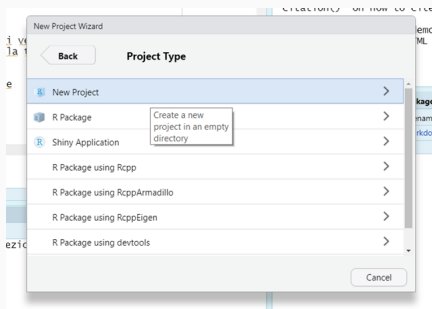 New Project Wizard
Back
Project Type
New Project
R Package
Create a new
project in an empty
directory
Shiny Application
R Package using Rcpp
R Package using RcppArmadillo
R Package using RcppEigen
R Package using devtools
Cancel